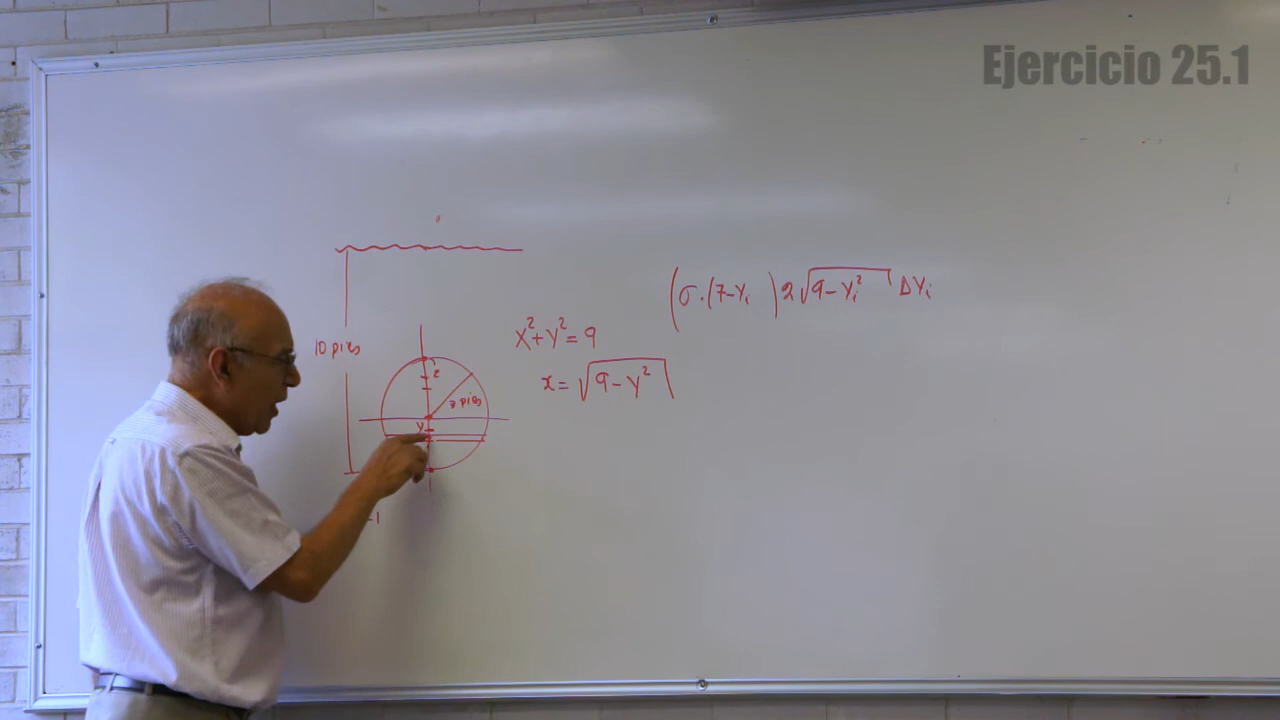 Ejercicio 25.1
(σ·(7-Yᵢ)2√9-Yᵢ² ΔYᵢ
10 pies
X²+Y²=9
x=√9-Y²
2
3 pies
Y
-1